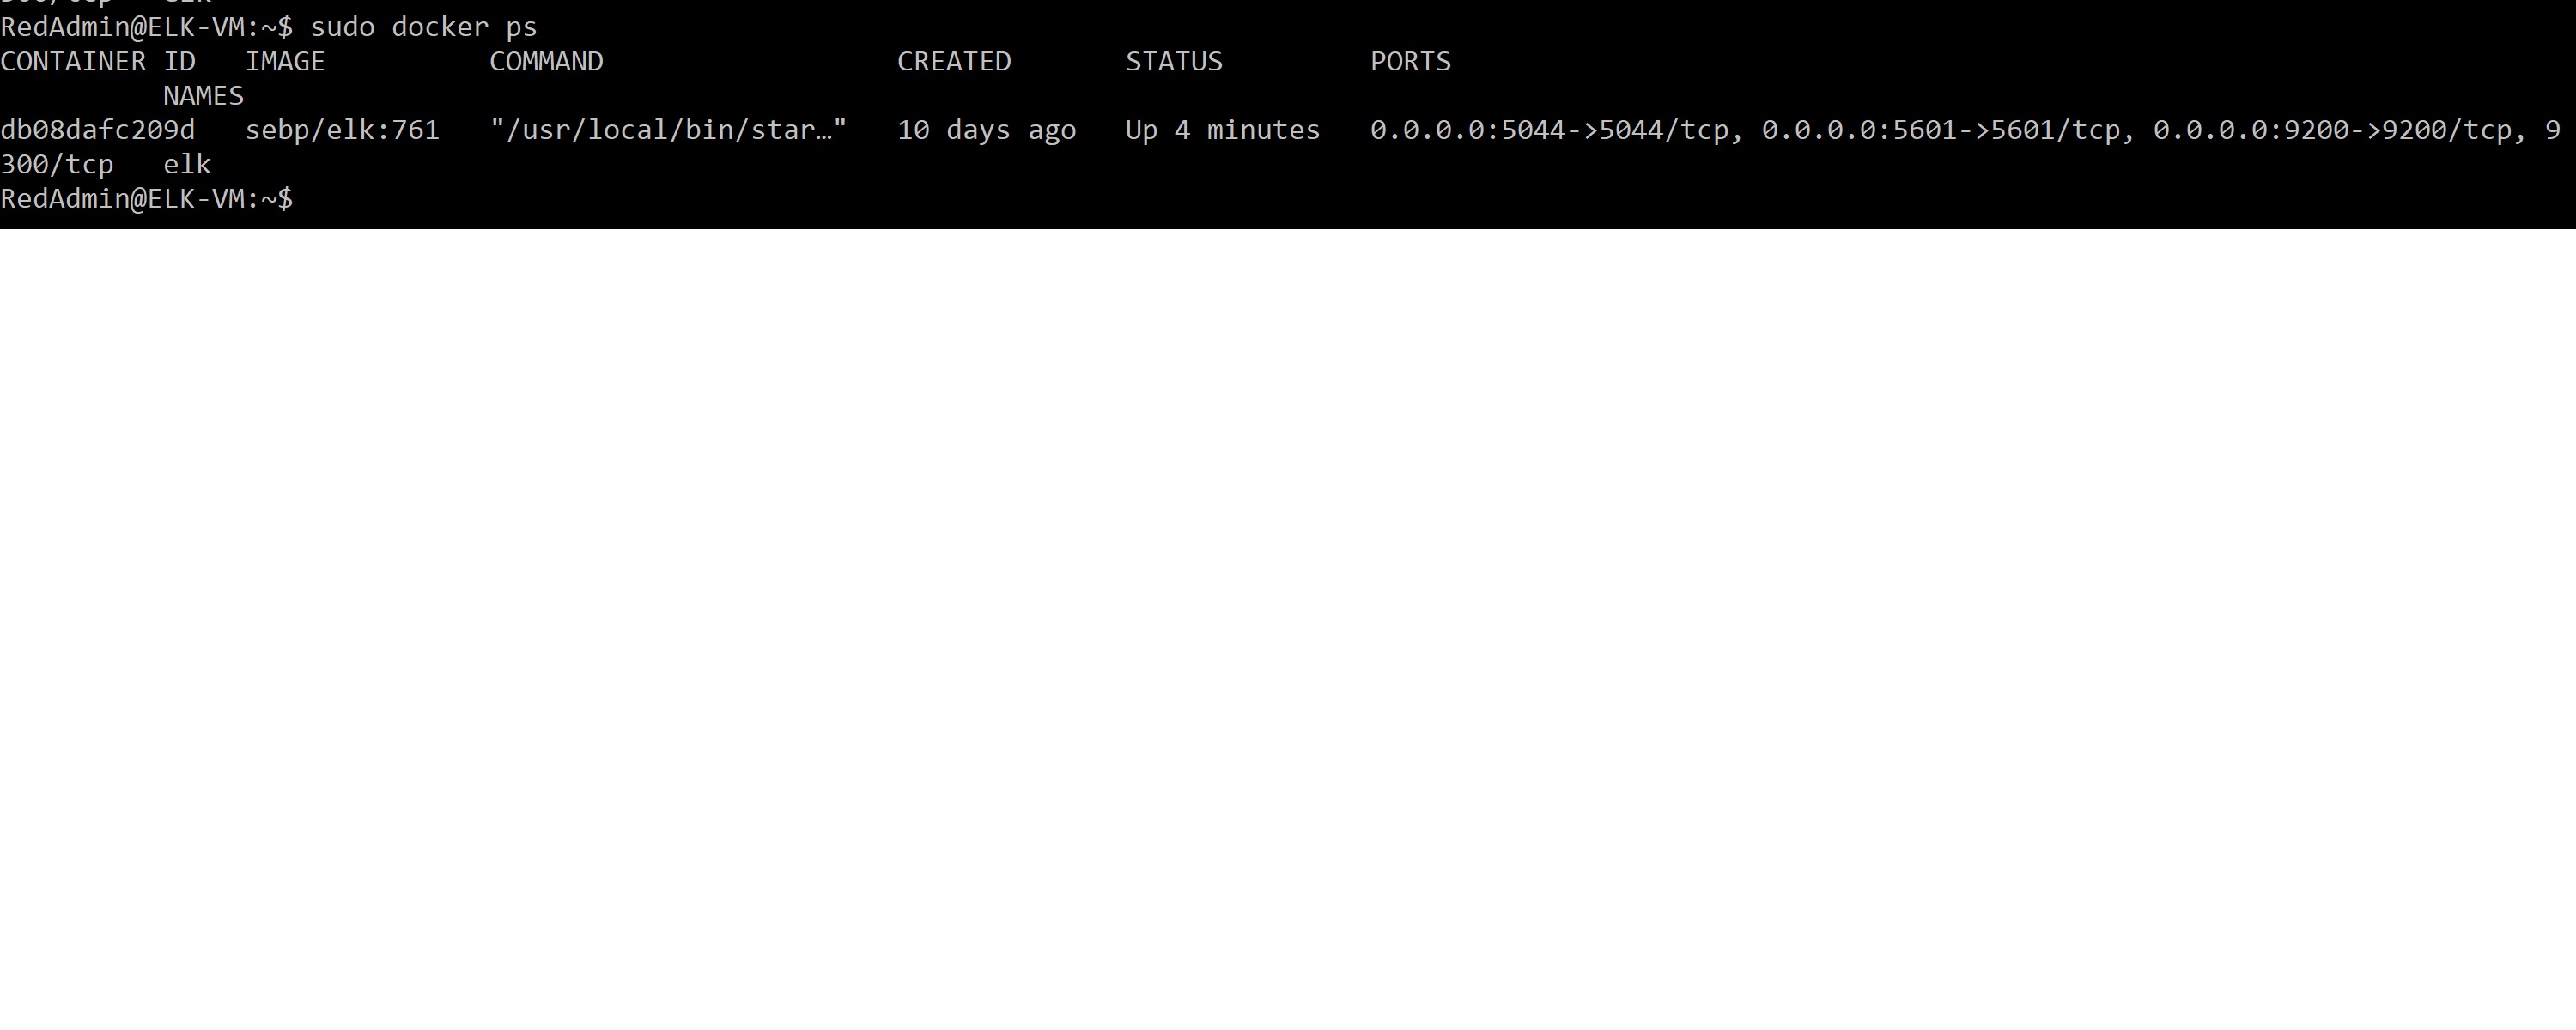 RedAdmin@ELK-VM:~$ sudo docker ps
CONTAINER ID   IMAGE          COMMAND                  CREATED       STATUS         PORTS
          NAMES
db08dafc209d   sebp/elk:761   "/usr/local/bin/star…"   10 days ago   Up 4 minutes   0.0.0.0:5044->5044/tcp, 0.0.0.0:5601->5601/tcp, 0.0.0.0:9200->9200/tcp, 9
300/tcp   elk
RedAdmin@ELK-VM:~$